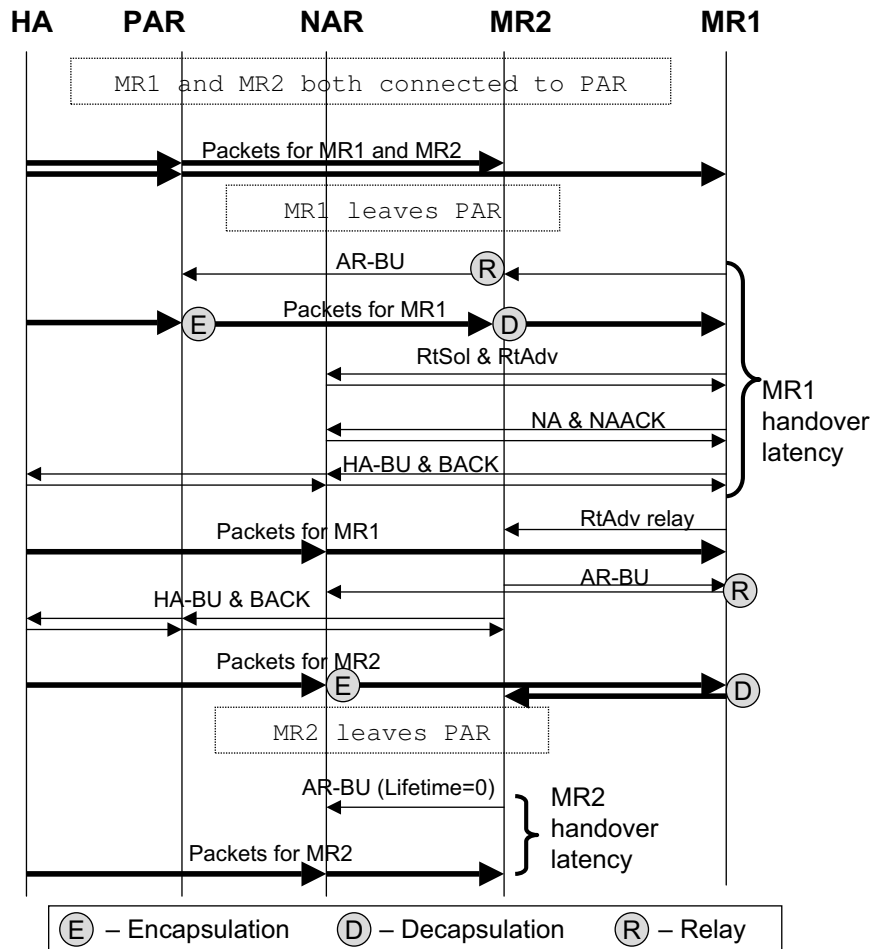 HA PAR NAR MR2 MR1
MR1 and MR2 both connected to PAR
Packets for MR1 and MR2
MR1 leaves PAR
AR-BU
R
Packets for MR1
E
D
RtSol & RtAdv
MR1
handover
latency
NA & NAACK
HA-BU & BACK
RtAdv relay
Packets for MR1
AR-BU
R
HA-BU & BACK
Packets for MR2
E
D
MR2 leaves PAR
AR-BU (Lifetime=0)
MR2
handover
latency
Packets for MR2
E – Encapsulation D – Decapsulation R – Relay